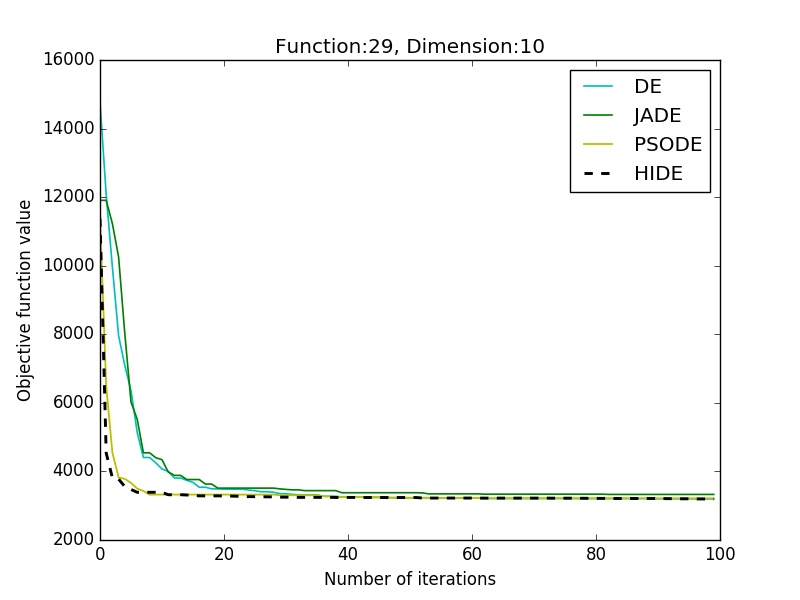 Function:29, Dimension:10
16000
14000
12000
10000
8000
6000
4000
2000
Objective function value
DE
JADE
PSODE
HIDE
0
20
40
60
80
100
Number of iterations